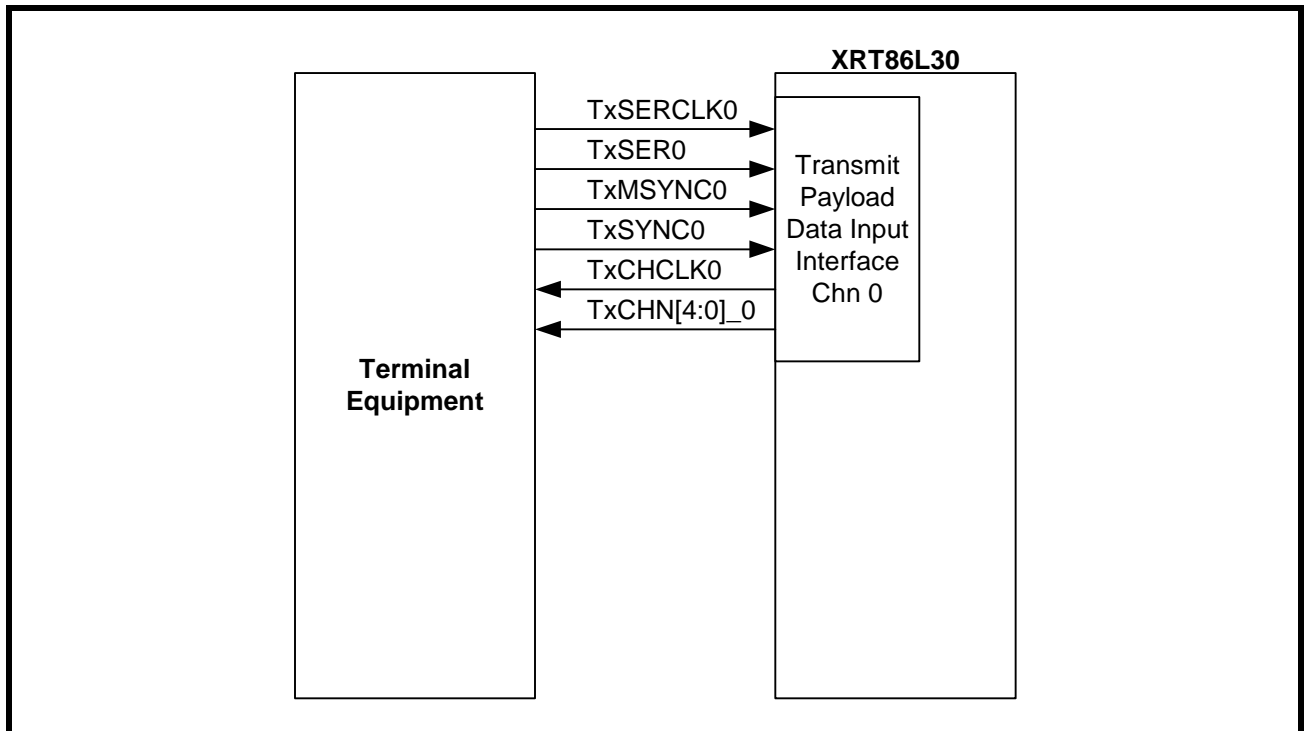 XRT86L30
TxSERCLK0
TxSER0
TxMSYNC0
TxSYNC0
TxCHCLK0
TxCHN[4:0]_0
Transmit
Payload
Data Input
Interface
Chn 0
Terminal
Equipment